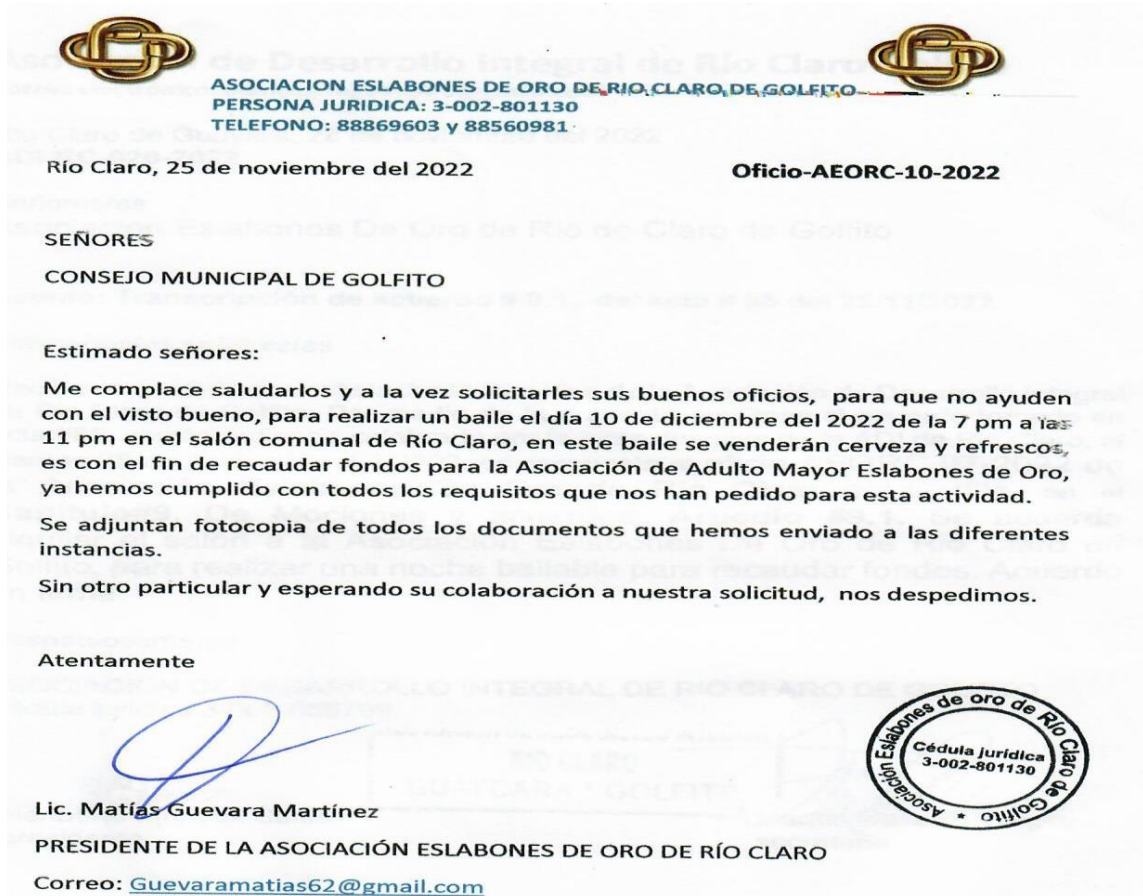 ASOCIACION ESLABONES DE ORO DE RIO CLARO DE GOLFITO
PERSONA JURIDICA: 3-002-801130
TELEFONO: 88869603 y 88560981.
Río Claro, 25 de noviembre del 2022 Oficio-AEORC-10-2022
SEÑORES
CONSEJO MUNICIPAL DE GOLFITO
Estimado señores:
Me complace saludarlos y a la vez solicitarles sus buenos oficios, para que no ayuden
con el visto bueno, para realizar un baile el día 10 de diciembre del 2022 de la 7 pm a las
11 pm en el salón comunal de Río Claro, en este baile se venderán cerveza y refrescos,
es con el fin de recaudar fondos para la Asociación de Adulto Mayor Eslabones de Oro,
ya hemos cumplido con todos los requisitos que nos han pedido para esta actividad.
Se adjuntan fotocopia de todos los documentos que hemos enviado a las diferentes
instancias.
Sin otro particular y esperando su colaboración a nuestra solicitud, nos despedimos.
Atentamente
Asociación Eslabones de oro de Río Claro de Golfito
Cédula jurídica
3-002-801130
Lic. Matías Guevara Martínez
PRESIDENTE DE LA ASOCIACIÓN ESLABONES DE ORO DE RÍO CLARO
Correo: Guevaramatias62@gmail.com